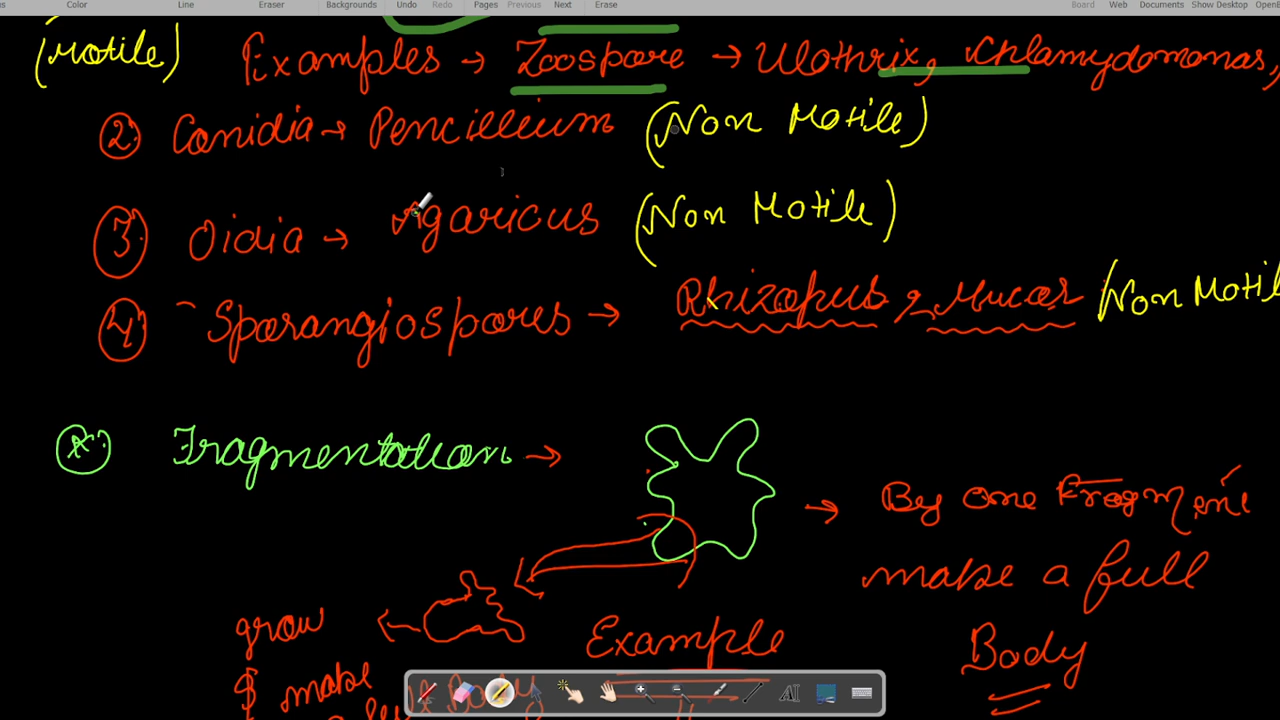 Color Line Eraser Backgrounds Undo Redo Pages Previous Next Erase Board Web Documents Show Desktop
(Motile) Examples → Zoospore → Ulothrix, Chlamydomonas,
2. Conidia → Pencillium (Non Motile)
3. Oidia → Agaricus (Non Motile)
4. Sporangiospores → Rhizopus, Mucor (Non Motil
Fragmentation → → By one Fragment
make a full
Body
grow
& make
Body
Example